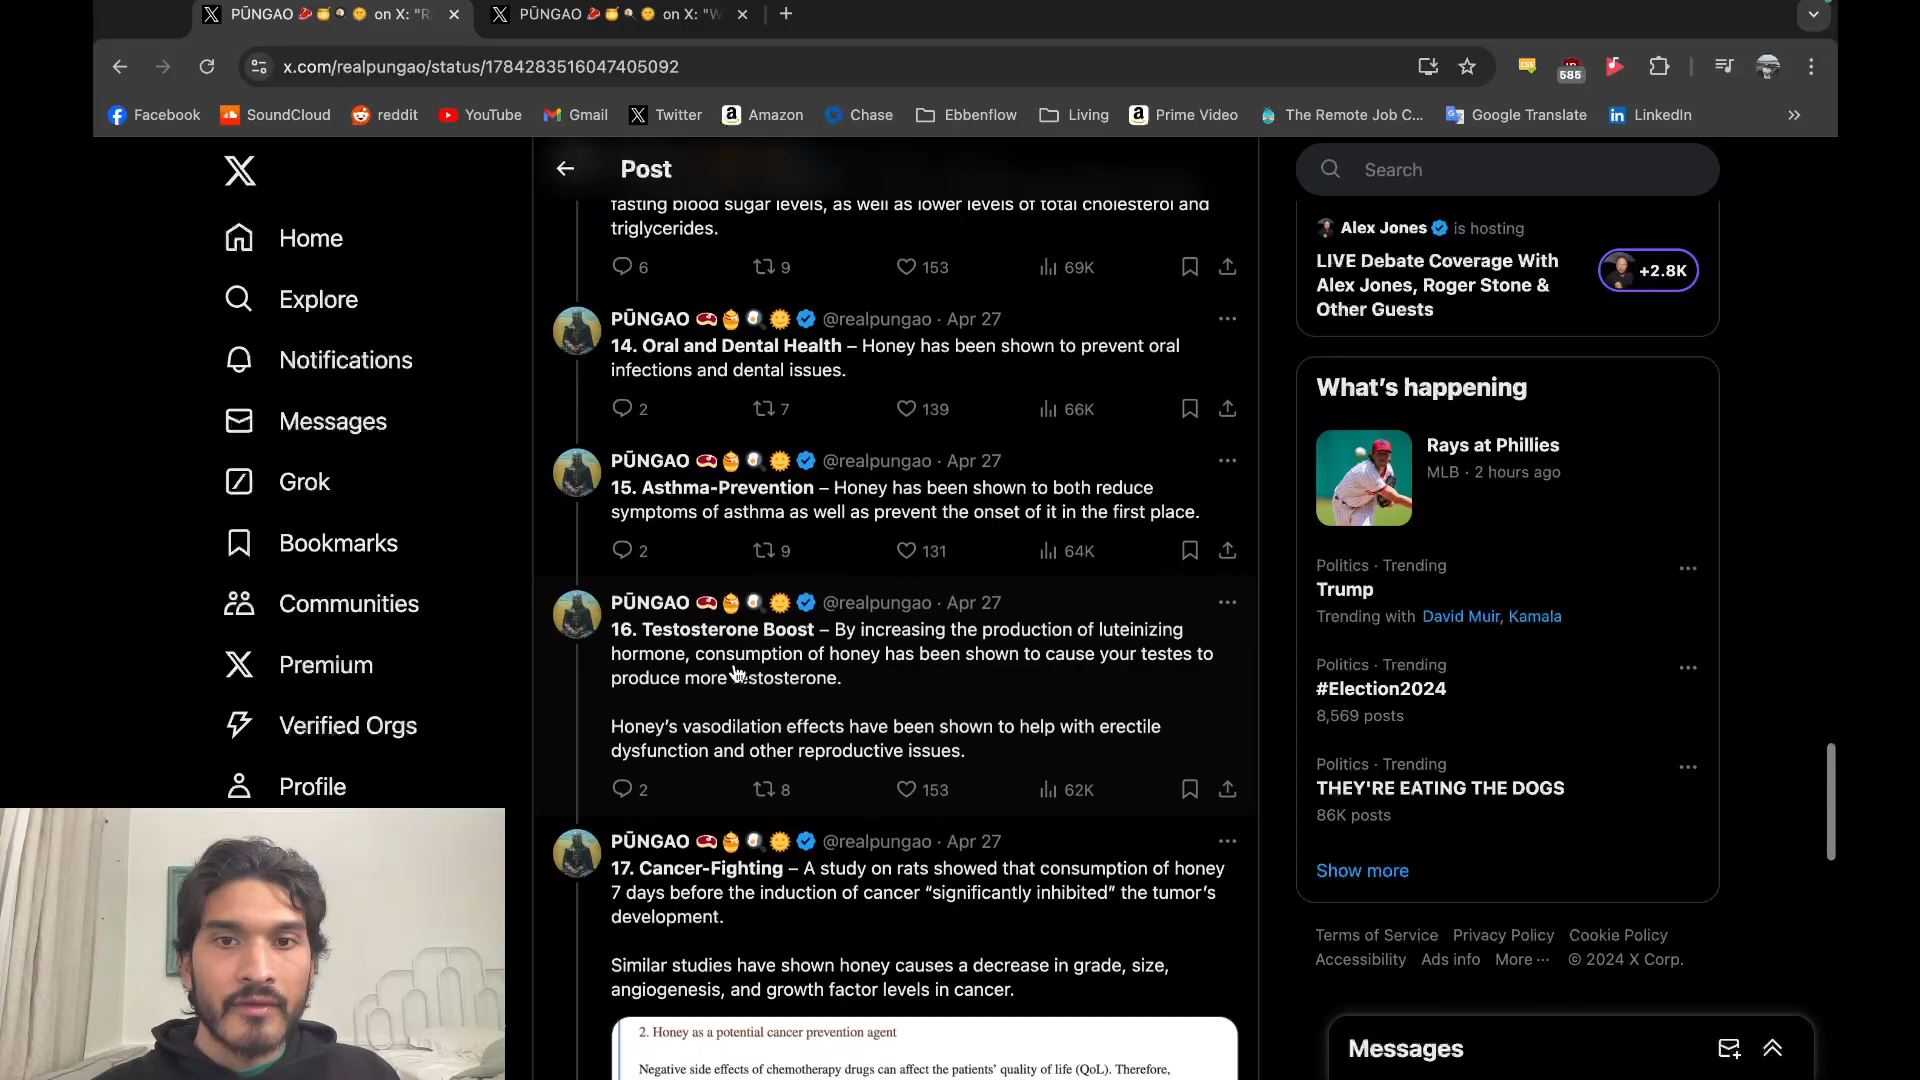 PŪNGAO on X: "R
PŪNGAO on X: "W
x.com/realpungao/status/1784283516047405092
585
Facebook
SoundCloud
reddit
YouTube
Gmail
Twitter
Amazon
Chase
Ebbenflow
Living
Prime Video
The Remote Job C...
Google Translate
LinkedIn
Home
Explore
Notifications
Messages
Grok
Bookmarks
Communities
Premium
Verified Orgs
Profile
Post
fasting blood sugar levels, as well as lower levels of total cholesterol and
triglycerides.
6 9 153 69K
PŪNGAO @realpungao · Apr 27
14. Oral and Dental Health – Honey has been shown to prevent oral
infections and dental issues.
2 7 139 66K
PŪNGAO @realpungao · Apr 27
15. Asthma-Prevention – Honey has been shown to both reduce
symptoms of asthma as well as prevent the onset of it in the first place.
2 9 131 64K
PŪNGAO @realpungao · Apr 27
16. Testosterone Boost – By increasing the production of luteinizing
hormone, consumption of honey has been shown to cause your testes to
produce more testosterone.
Honey's vasodilation effects have been shown to help with erectile
dysfunction and other reproductive issues.
2 8 153 62K
PŪNGAO @realpungao · Apr 27
17. Cancer-Fighting – A study on rats showed that consumption of honey
7 days before the induction of cancer "significantly inhibited" the tumor's
development.
Similar studies have shown honey causes a decrease in grade, size,
angiogenesis, and growth factor levels in cancer.
2. Honey as a potential cancer prevention agent
Negative side effects of chemotherapy drugs can affect the patients' quality of life (QoL). Therefore,
Search
Alex Jones is hosting
LIVE Debate Coverage With
Alex Jones, Roger Stone &
Other Guests
+2.8K
What's happening
Rays at Phillies
MLB · 2 hours ago
Politics · Trending
Trump
Trending with David Muir, Kamala
Politics · Trending
#Election2024
8,569 posts
Politics · Trending
THEY'RE EATING THE DOGS
86K posts
Show more
Terms of Service Privacy Policy Cookie Policy
Accessibility Ads info More ··· © 2024 X Corp.
Messages